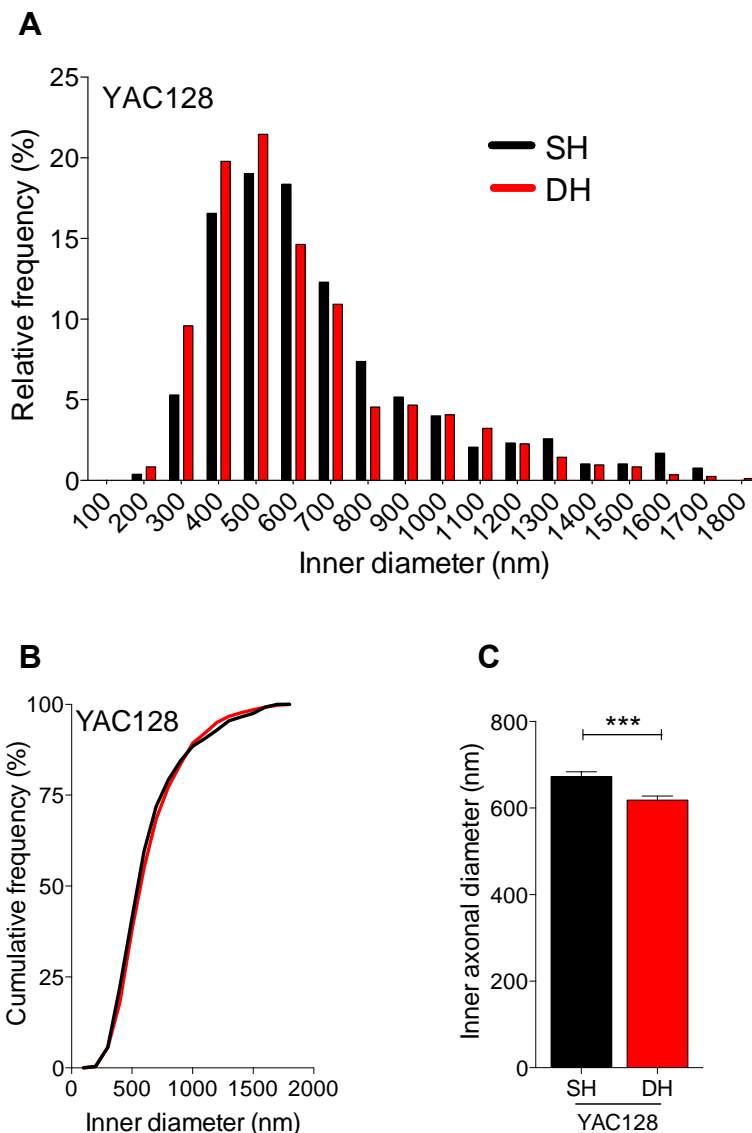 A
YAC128
SH
DH
Relative frequency (%)
25
20
15
10
5
0
100
200
300
400
500
600
700
800
900
1000
1100
1200
1300
1400
1500
1600
1700
1800
Inner diameter (nm)
B
YAC128
Cumulative frequency (%)
100
75
50
25
0
0 500 1000 1500 2000
Inner diameter (nm)
C
***
Inner axonal diameter (nm)
800
600
400
200
0
SH DH
YAC128